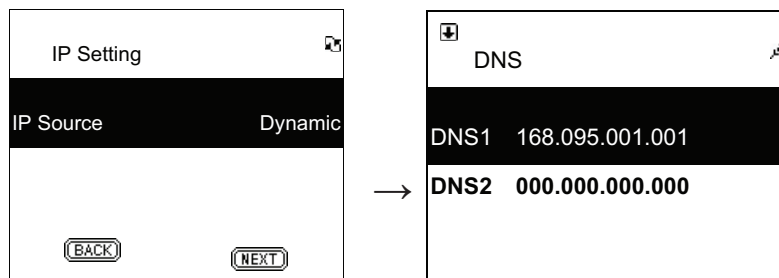 IP Setting
IP Source Dynamic
BACK NEXT
→
DNS
DNS1 168.095.001.001
DNS2 000.000.000.000